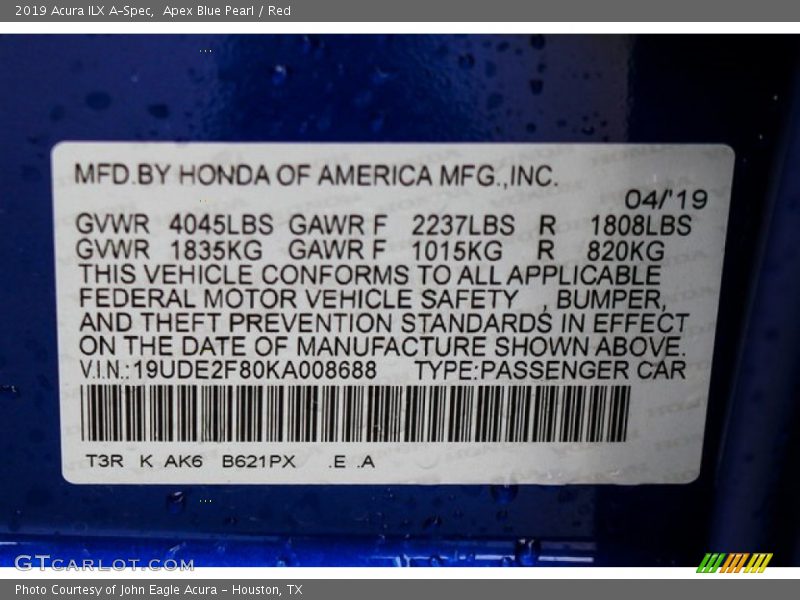 2019 Acura ILX A-Spec, Apex Blue Pearl / Red
MFD.BY HONDA OF AMERICA MFG.,INC.
04/'19
GVWR 4045LBS GAWR F 2237LBS R 1808LBS
GVWR 1835KG GAWR F 1015KG R 820KG
THIS VEHICLE CONFORMS TO ALL APPLICABLE
FEDERAL MOTOR VEHICLE SAFETY , BUMPER,
AND THEFT PREVENTION STANDARDS IN EFFECT
ON THE DATE OF MANUFACTURE SHOWN ABOVE.
V.I.N.:19UDE2F80KA008688 TYPE:PASSENGER CAR
T3R K AK6 B621PX .E .A
GTCARLOT.COM
Photo Courtesy of John Eagle Acura - Houston, TX